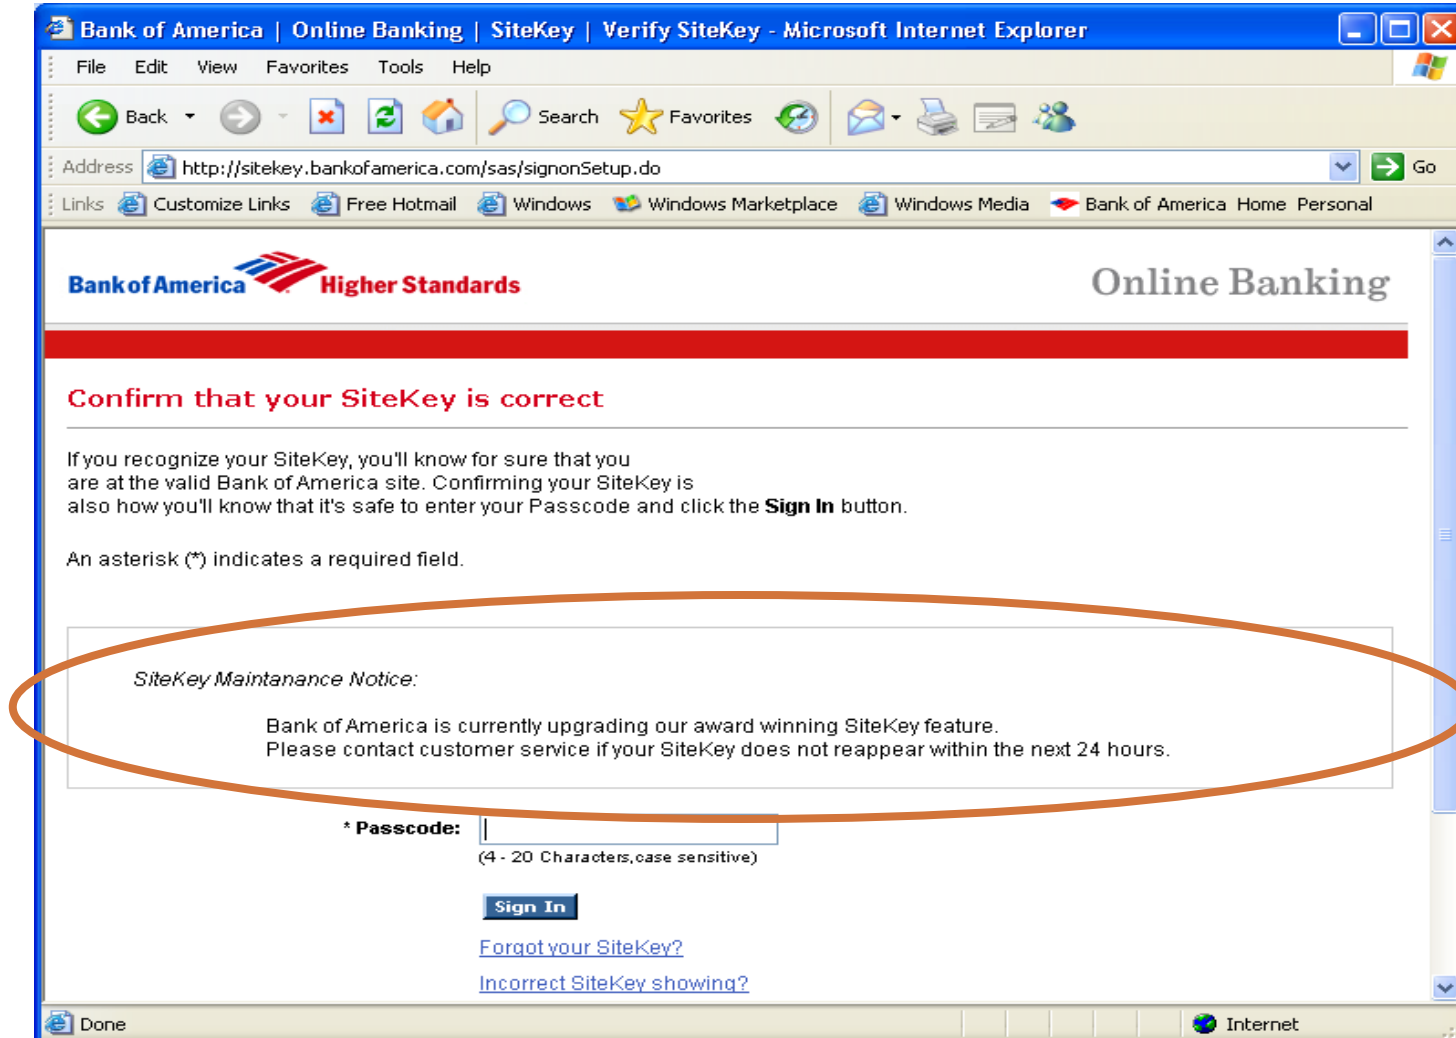 Bank of America | Online Banking | SiteKey | Verify SiteKey - Microsoft Internet Explorer
File Edit View Favorites Tools Help
Back Search Favorites
Address http://sitekey.bankofamerica.com/sas/signonSetup.do Go
Links Customize Links Free Hotmail Windows Windows Marketplace Windows Media Bank of America Home Personal
Bank of America Higher Standards Online Banking
Confirm that your SiteKey is correct
If you recognize your SiteKey, you'll know for sure that you
are at the valid Bank of America site. Confirming your SiteKey is
also how you'll know that it's safe to enter your Passcode and click the Sign In button.
An asterisk (*) indicates a required field.
SiteKey Maintanance Notice:
Bank of America is currently upgrading our award winning SiteKey feature.
Please contact customer service if your SiteKey does not reappear within the next 24 hours.
* Passcode:
(4 - 20 Characters,case sensitive)
Sign In
Forgot your SiteKey?
Incorrect SiteKey showing?
Done Internet